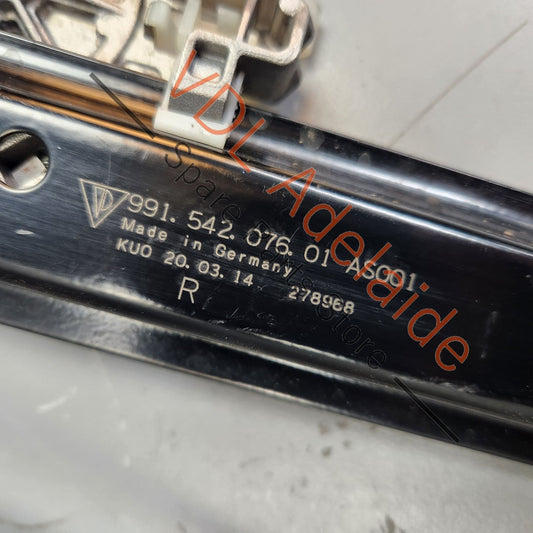 991. 542. 076. 01 AS001
Made in Germany
KUO 20. 03. 14 278968
R
VDL Adelaide
Spare Parts Store